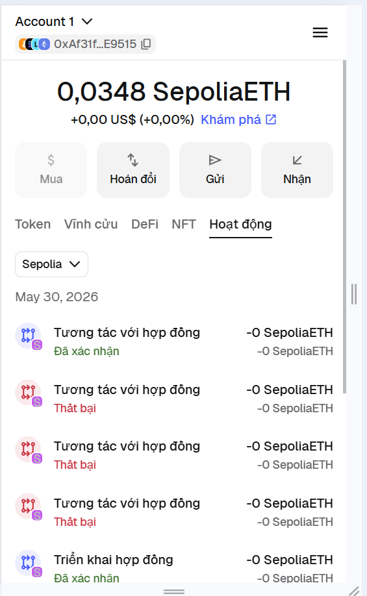 Account 1
0xAf31f...E9515
0,0348 SepoliaETH
+0,00 US$ (+0,00%) Khám phá
Mua
Hoán đổi
Gửi
Nhận
Token Vĩnh cửu DeFi NFT Hoạt động
Sepolia
May 30, 2026
Tương tác với hợp đồng -0 SepoliaETH
Đã xác nhận -0 SepoliaETH
Tương tác với hợp đồng -0 SepoliaETH
Thất bại -0 SepoliaETH
Tương tác với hợp đồng -0 SepoliaETH
Thất bại -0 SepoliaETH
Tương tác với hợp đồng -0 SepoliaETH
Thất bại -0 SepoliaETH
Triển khai hợp đồng -0 SepoliaETH
Đã xác nhận -0 SepoliaETH